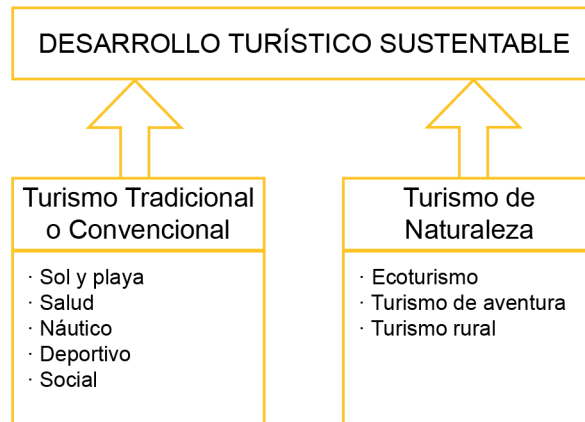 DESARROLLO TURÍSTICO SUSTENTABLE
Turismo Tradicional
o Convencional
· Sol y playa
· Salud
· Náutico
· Deportivo
· Social
Turismo de
Naturaleza
· Ecoturismo
· Turismo de aventura
· Turismo rural